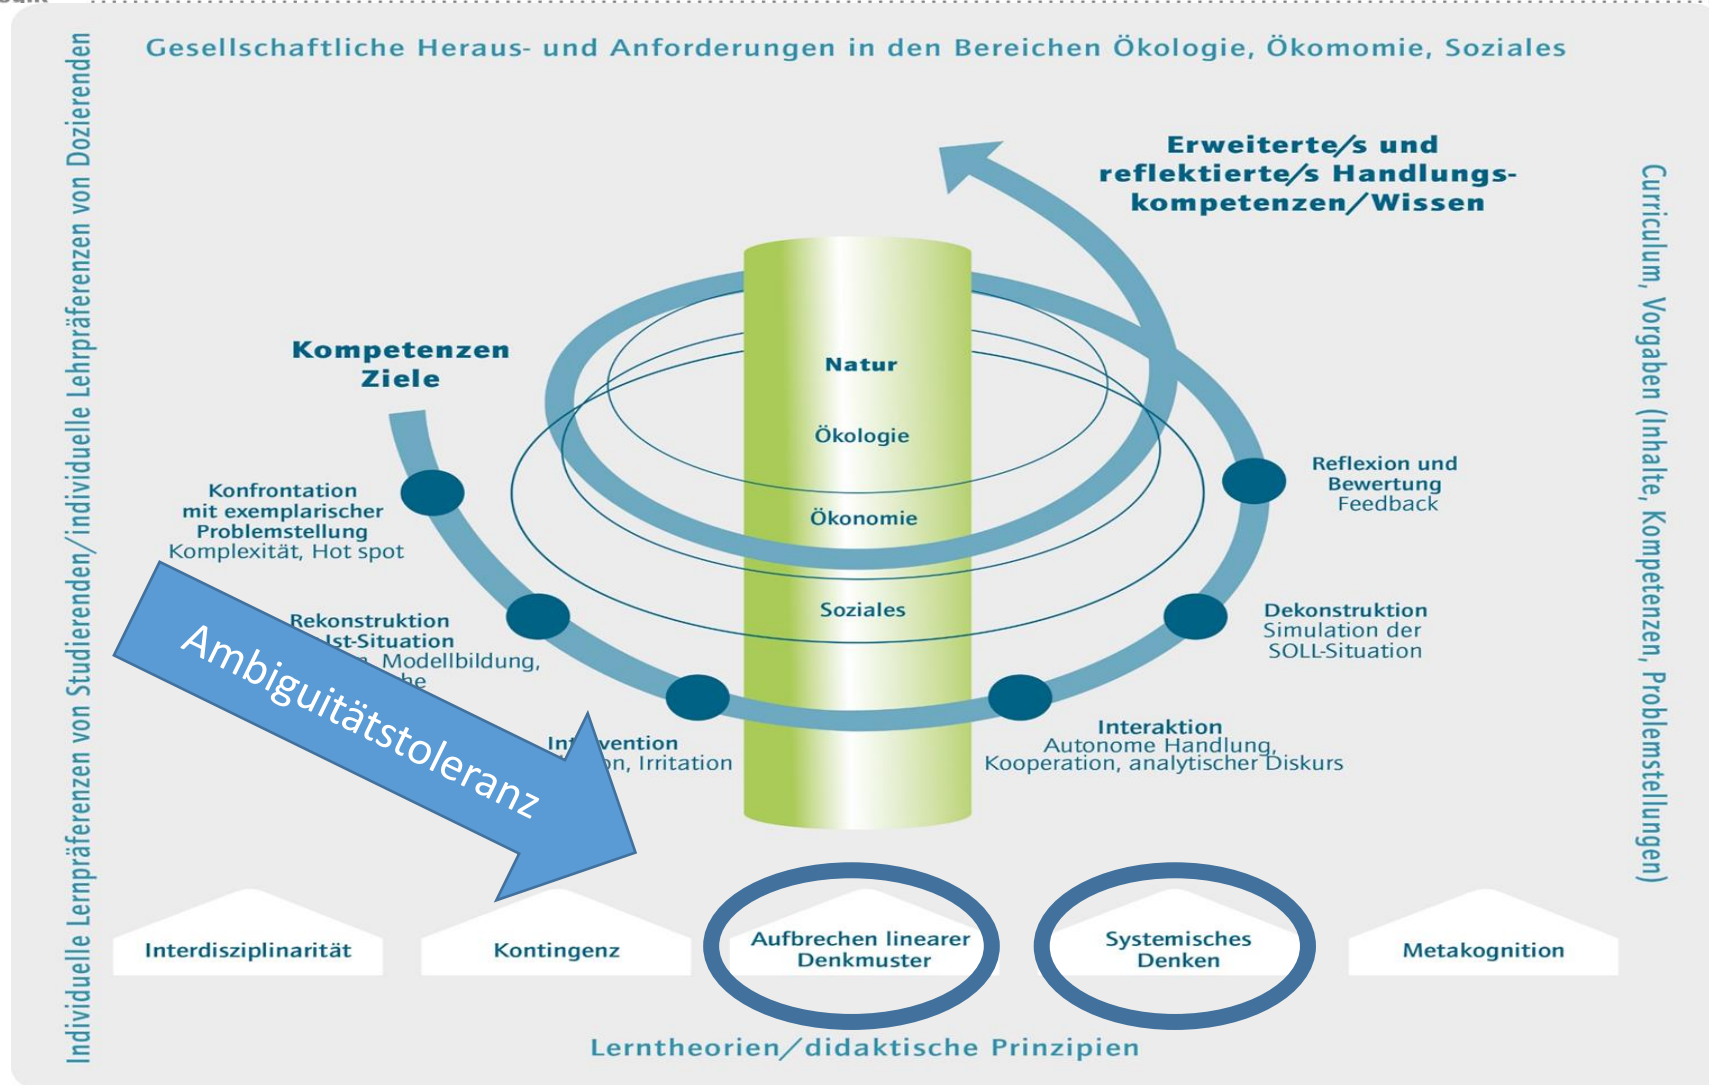 Gesellschaftliche Heraus- und Anforderungen in den Bereichen Ökologie, Ökomomie, Soziales
Individuelle Lernpräferenzen von Studierenden/individuelle Lehrpräferenzen von Dozierenden
Curriculum, Vorgaben (Inhalte, Kompetenzen, Problemstellungen)
Erweiterte/s und
reflektierte/s Handlungs-
kompetenzen/Wissen
Kompetenzen
Ziele
Natur
Ökologie
Ökonomie
Soziales
Konfrontation
mit exemplarischer
Problemstellung
Komplexität, Hot spot
Rekonstruktion
Ist-Situation
Modellbildung,
Ambiguitätstoleranz
Irritation
Interaktion
Autonome Handlung,
Kooperation, analytischer Diskurs
Dekonstruktion
Simulation der
SOLL-Situation
Reflexion und
Bewertung
Feedback
Interdisziplinarität
Kontingenz
Aufbrechen linearer
Denkmuster
Systemisches
Denken
Metakognition
Lerntheorien/didaktische Prinzipien